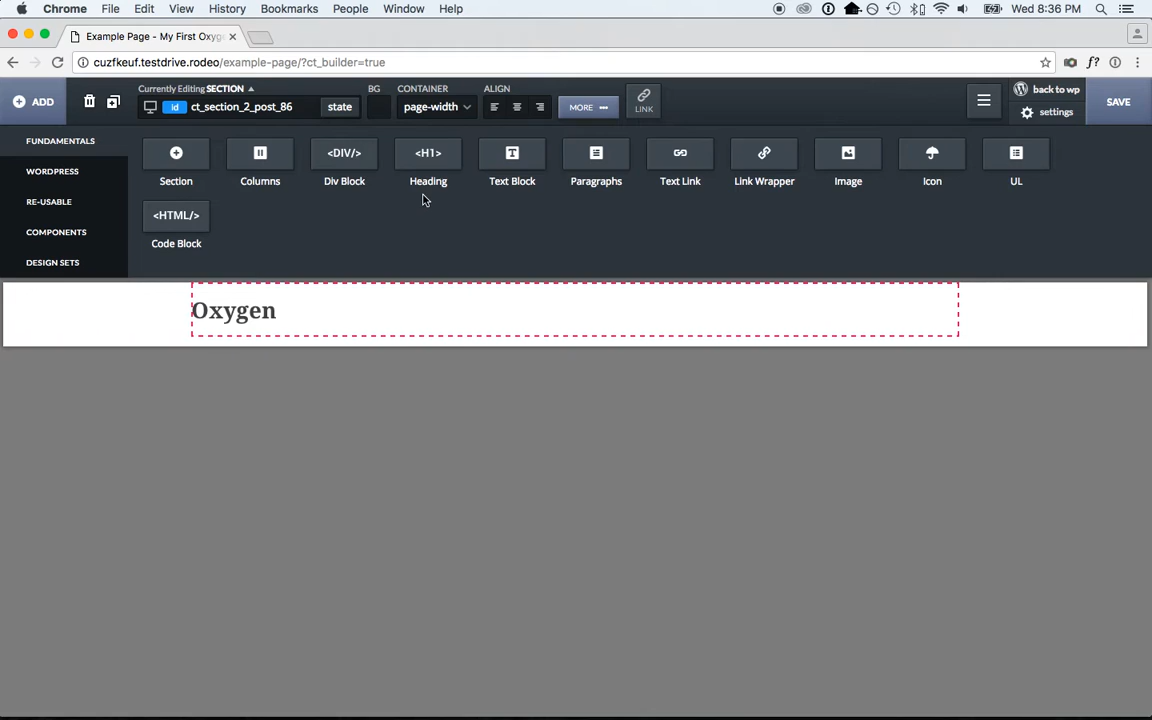 Chrome File Edit View History Bookmarks People Window Help Wed 8:36 PM
Example Page - My First Oxyge
cuzfkeuf.testdrive.rodeo/example-page/?ct_builder=true
ADD
Currently Editing SECTION
id ct_section_2_post_86 state
BG
CONTAINER
page-width
ALIGN
MORE
LINK
back to wp
settings
SAVE
FUNDAMENTALS
WORDPRESS
RE-USABLE
COMPONENTS
DESIGN SETS
<DIV/> <H1>
Section Columns Div Block Heading Text Block Paragraphs Text Link Link Wrapper Image Icon UL
<HTML/>
Code Block
Oxygen